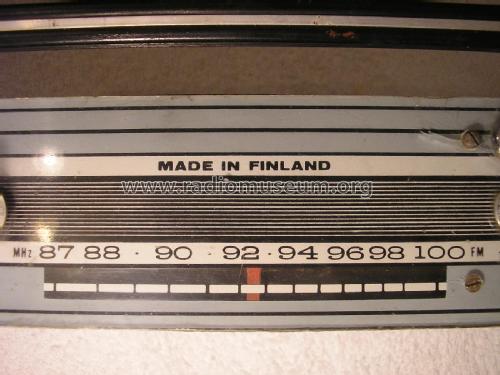 MADE IN FINLAND
www.radiomuseum.org
MHz 87 88 · 90 · 92 · 94 96 98 100 FM